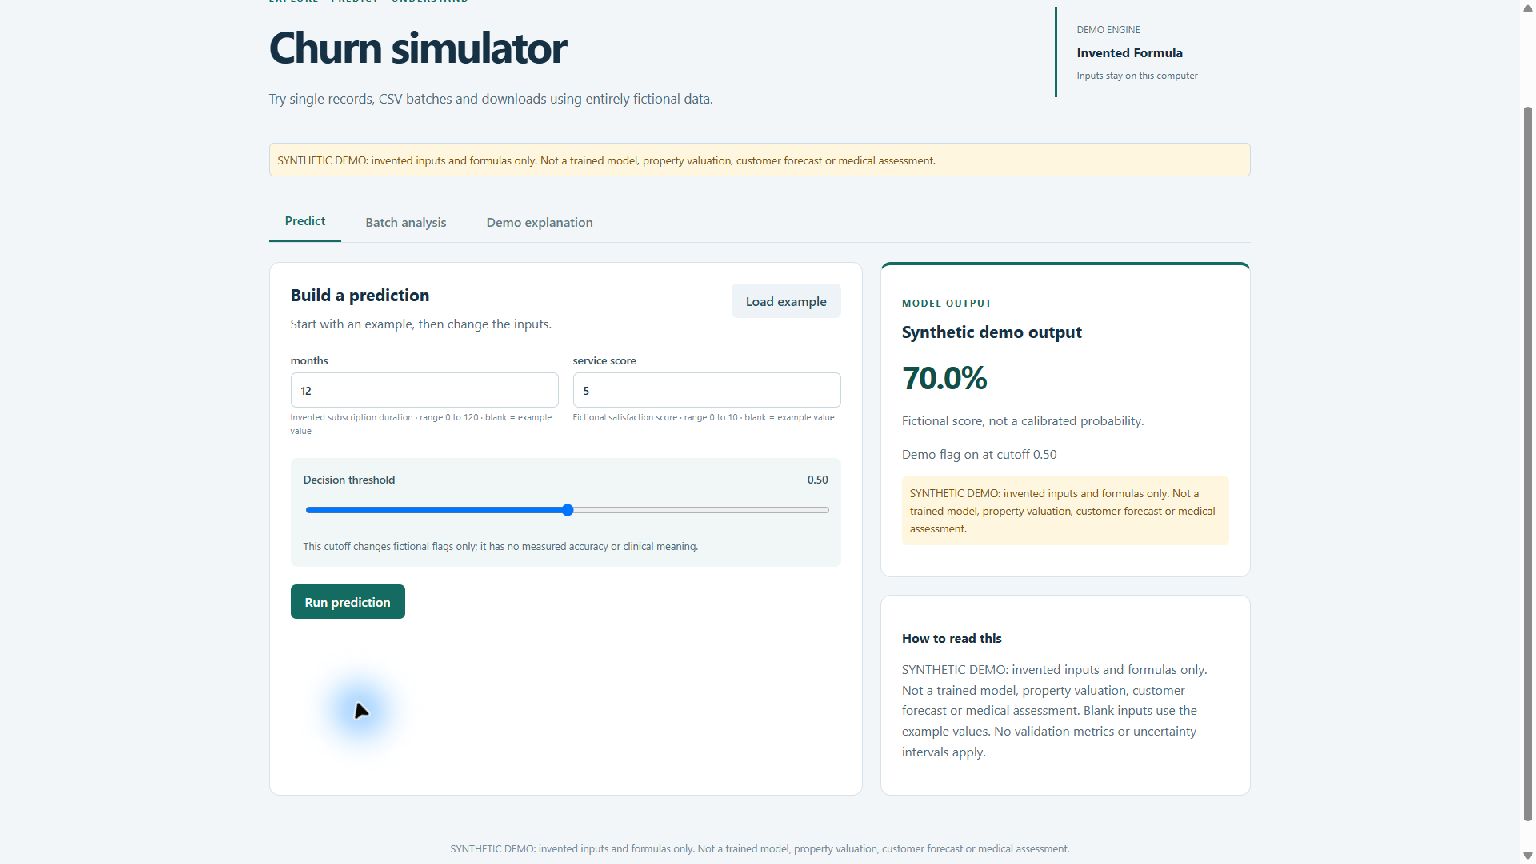 EXPLORE · PREDICT · UNDERSTAND
Churn simulator
Try single records, CSV batches and downloads using entirely fictional data.
DEMO ENGINE
Invented Formula
Inputs stay on this computer
SYNTHETIC DEMO: invented inputs and formulas only. Not a trained model, property valuation, customer forecast or medical assessment.
Predict
Batch analysis
Demo explanation
Build a prediction
Load example
Start with an example, then change the inputs.
months
service score
12
5
Invented subscription duration · range 0 to 120 · blank = example
value
Fictional satisfaction score · range 0 to 10 · blank = example value
Decision threshold
0.50
This cutoff changes fictional flags only; it has no measured accuracy or clinical meaning.
Run prediction
MODEL OUTPUT
Synthetic demo output
70.0%
Fictional score, not a calibrated probability.
Demo flag on at cutoff 0.50
SYNTHETIC DEMO: invented inputs and formulas only. Not a
trained model, property valuation, customer forecast or medical
assessment.
How to read this
SYNTHETIC DEMO: invented inputs and formulas only.
Not a trained model, property valuation, customer
forecast or medical assessment. Blank inputs use the
example values. No validation metrics or uncertainty
intervals apply.
SYNTHETIC DEMO: invented inputs and formulas only. Not a trained model, property valuation, customer forecast or medical assessment.